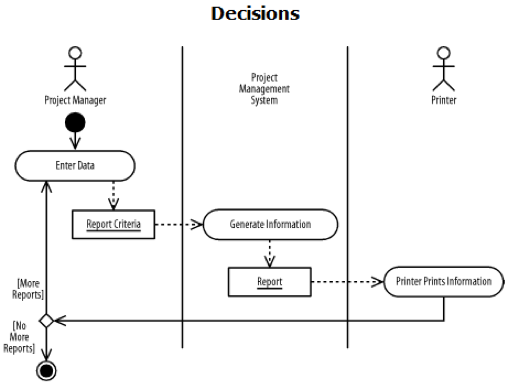 Decisions
Project Manager
Project
Management
System
Printer
Enter Data
Report Criteria
Generate Information
Report
Printer Prints Information
[More
Reports]
[No
More
Reports]